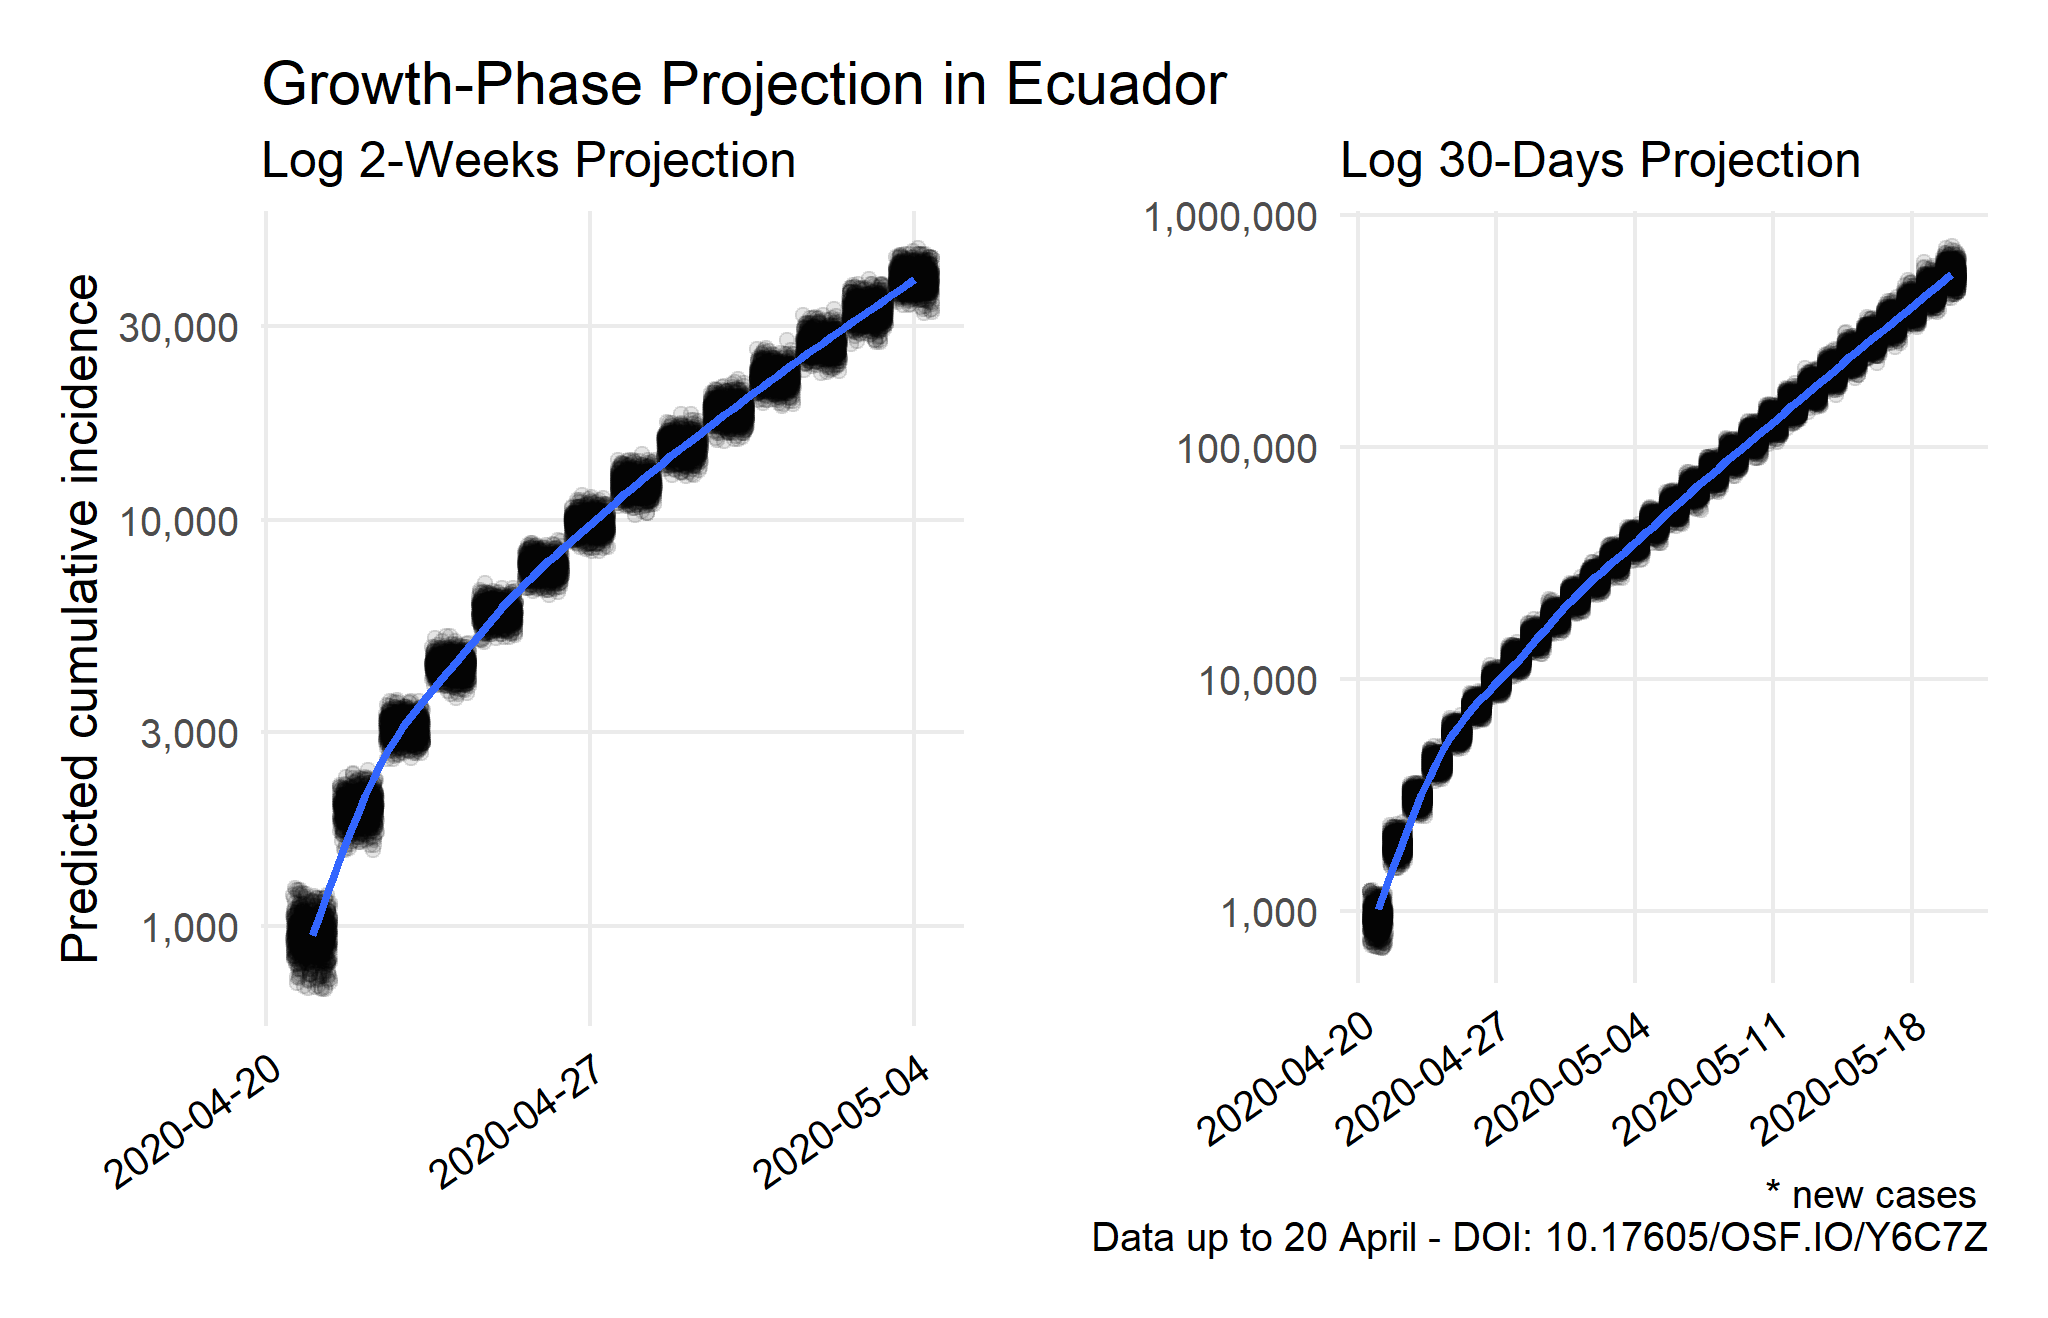 Growth-Phase Projection in Ecuador
Log 2-Weeks Projection
Predicted cumulative incidence
30,000
10,000
3,000
1,000
2020-04-20
2020-04-27
2020-05-04
Log 30-Days Projection
1,000,000
100,000
10,000
1,000
2020-04-20
2020-04-27
2020-05-04
2020-05-11
2020-05-18
* new cases
Data up to 20 April - DOI: 10.17605/OSF.IO/Y6C7Z